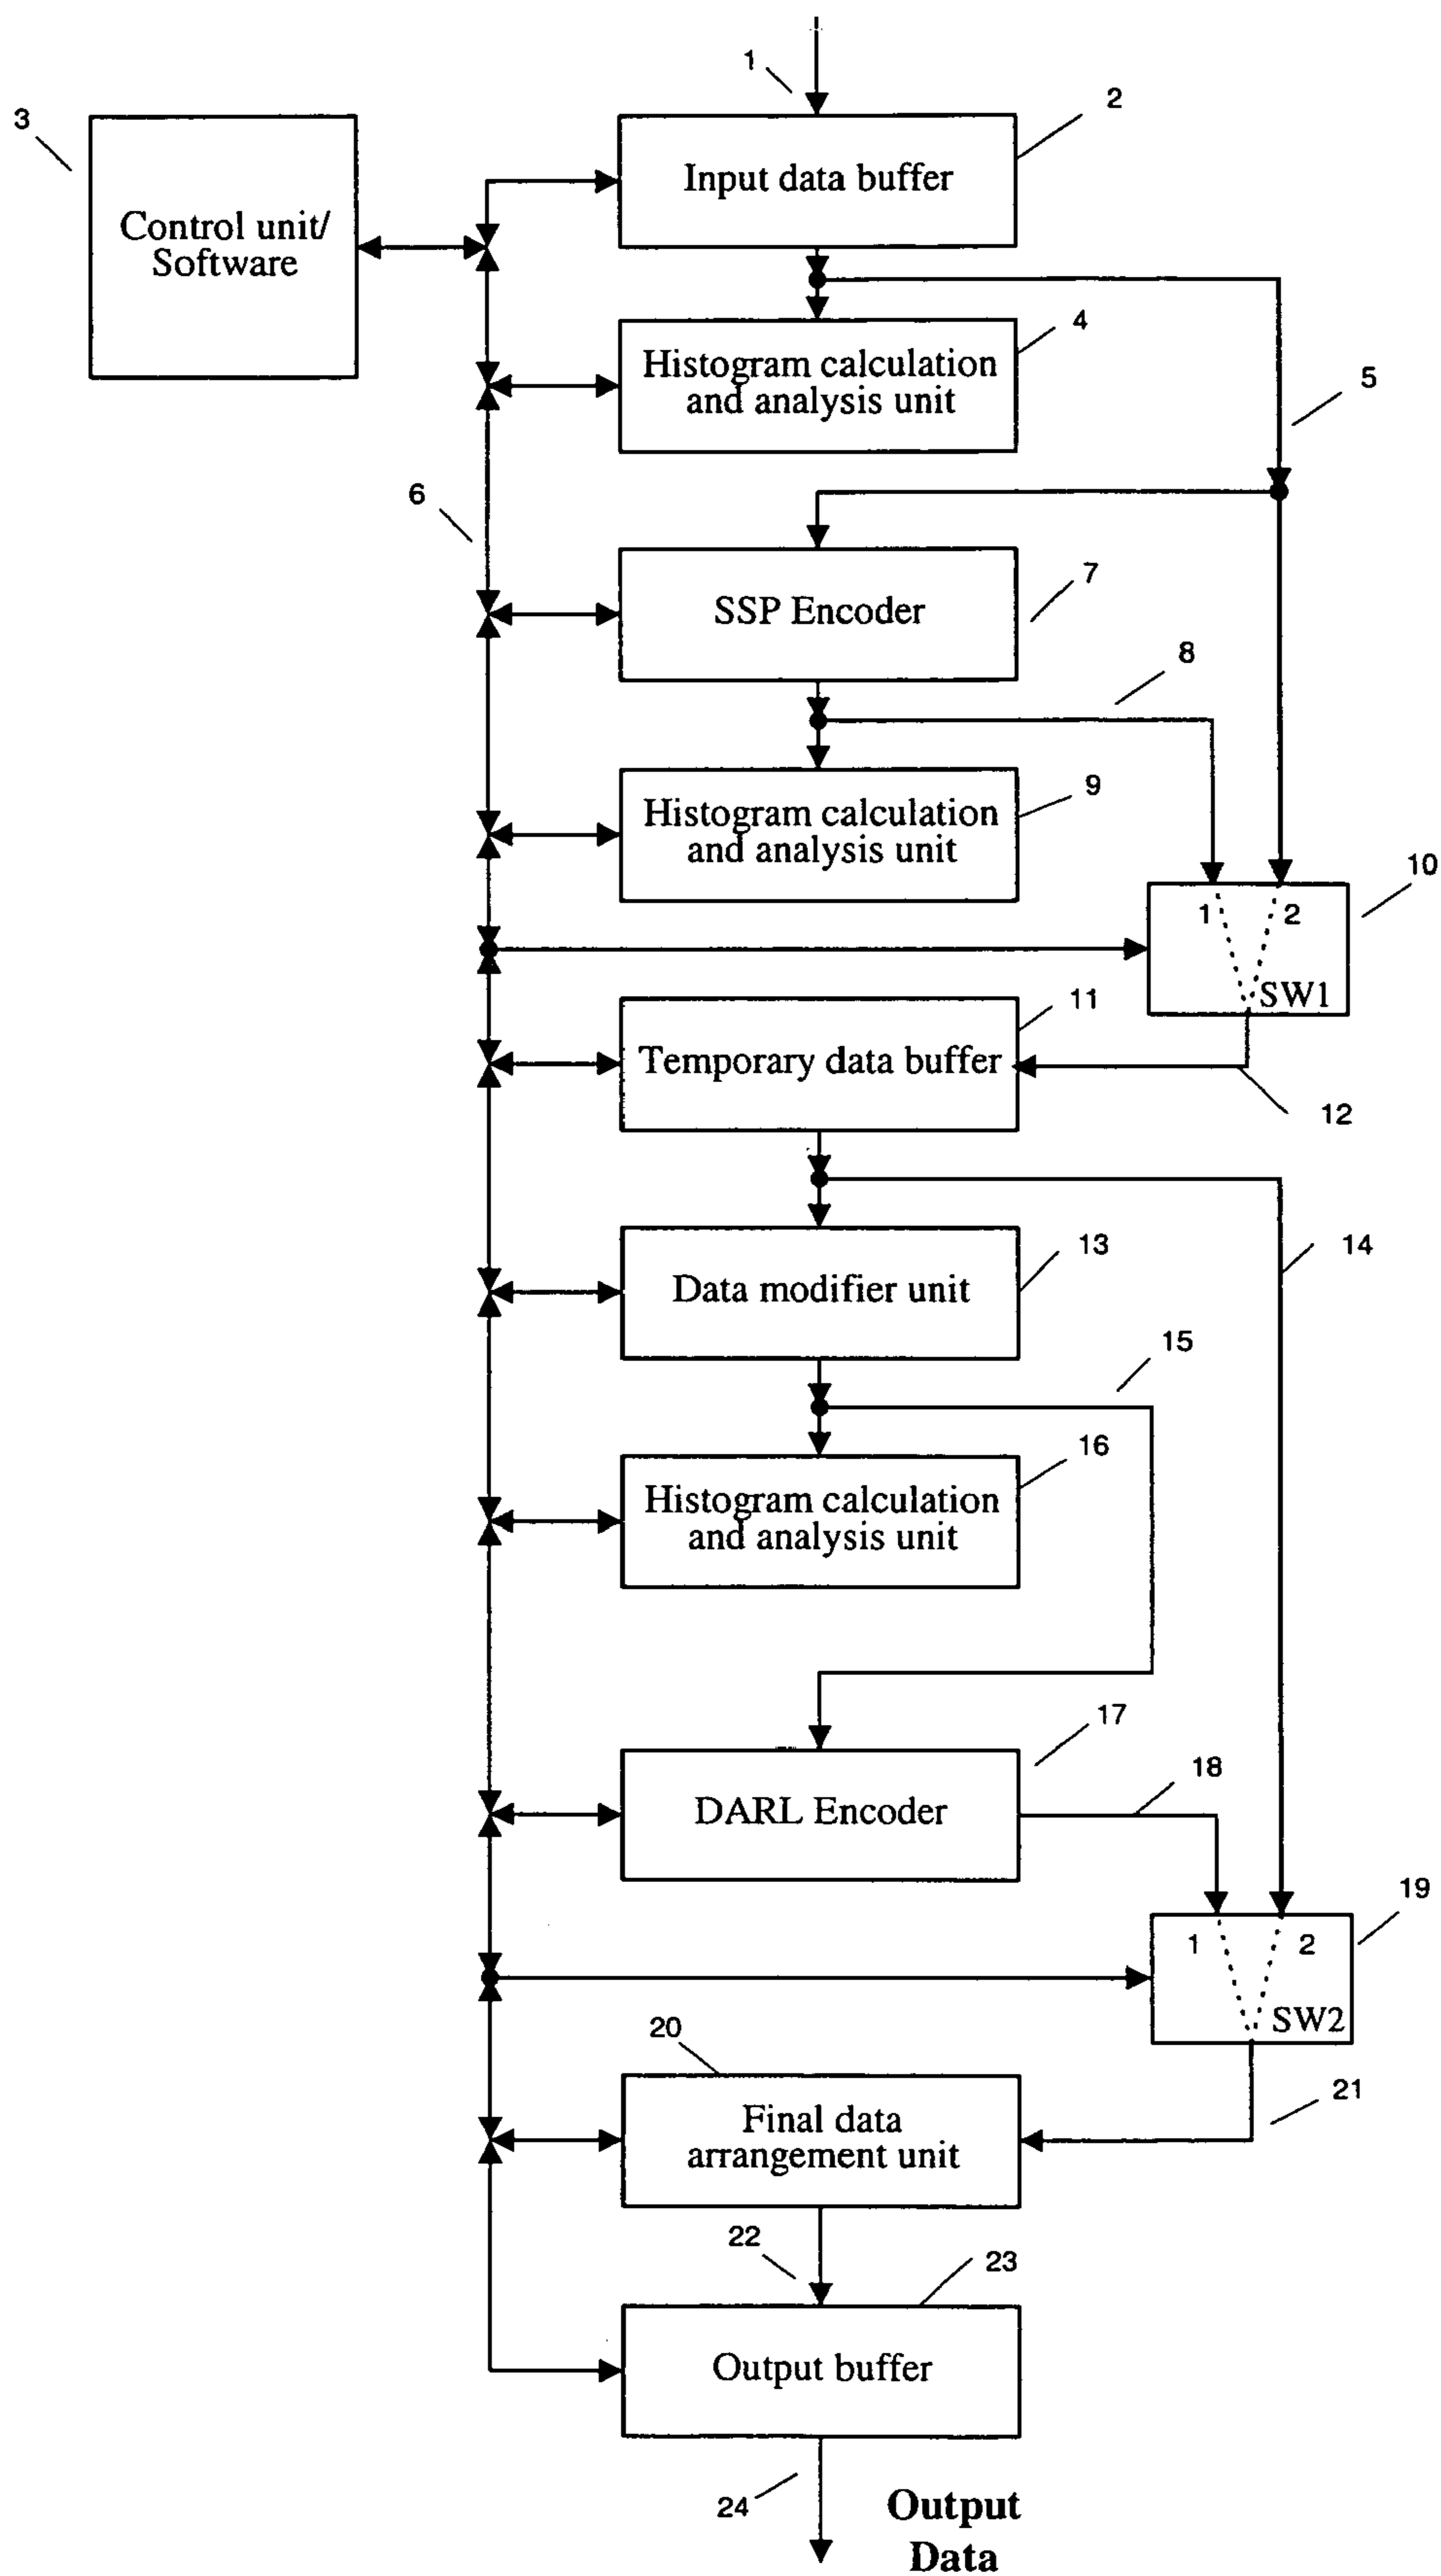 1
2
3
Input data buffer
Control unit/
Software
4
Histogram calculation
and analysis unit
5
6
7
SSP Encoder
8
9
Histogram calculation
and analysis unit
10
1 2
SW1
11
Temporary data buffer
12
13
14
Data modifier unit
15
16
Histogram calculation
and analysis unit
17
18
DARL Encoder
19
1 2
SW2
20
21
Final data
arrangement unit
22
23
Output buffer
24
Output
Data